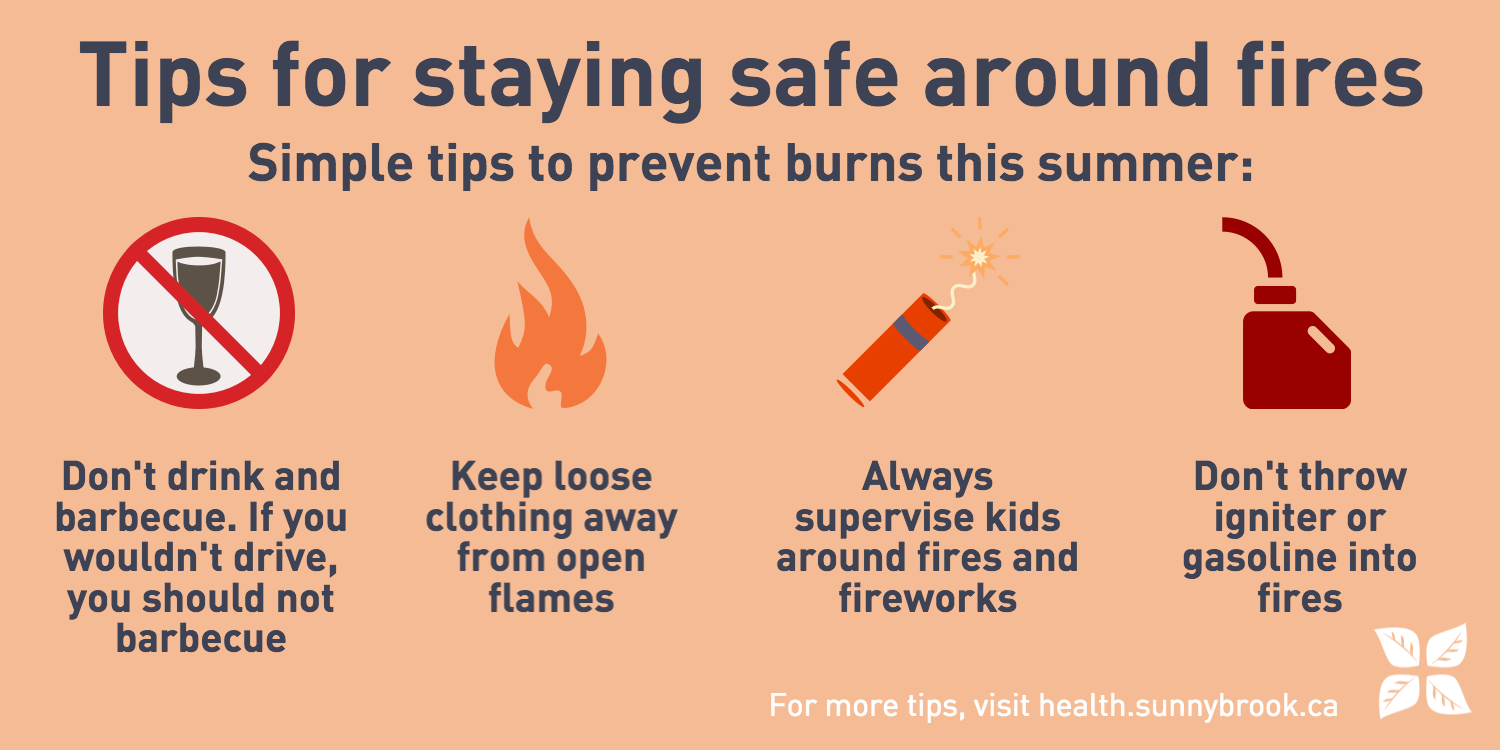 Tips for staying safe around fires
Simple tips to prevent burns this summer:
Don't drink and
barbecue. If you
wouldn't drive,
you should not
barbecue
Keep loose
clothing away
from open
flames
Always
supervise kids
around fires and
fireworks
Don't throw
igniter or
gasoline into
fires
For more tips, visit health.sunnybrook.ca